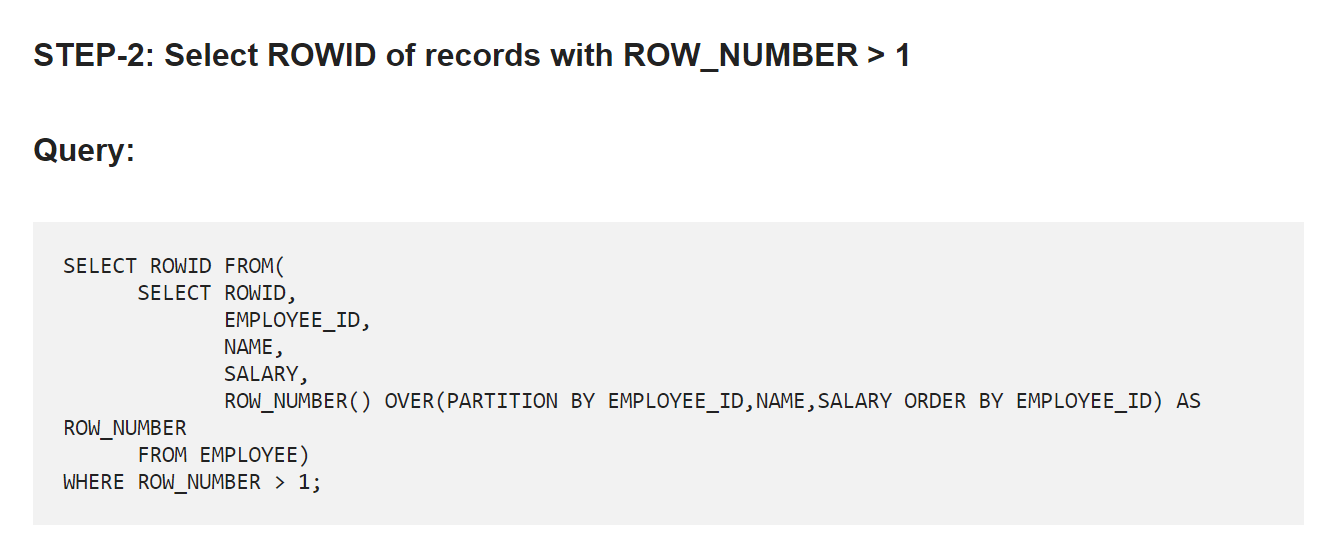 STEP-2: Select ROWID of records with ROW_NUMBER > 1
Query:
SELECT ROWID FROM(
SELECT ROWID,
EMPLOYEE_ID,
NAME,
SALARY,
ROW_NUMBER() OVER(PARTITION BY EMPLOYEE_ID,NAME,SALARY ORDER BY EMPLOYEE_ID) AS
ROW_NUMBER
FROM EMPLOYEE)
WHERE ROW_NUMBER > 1;